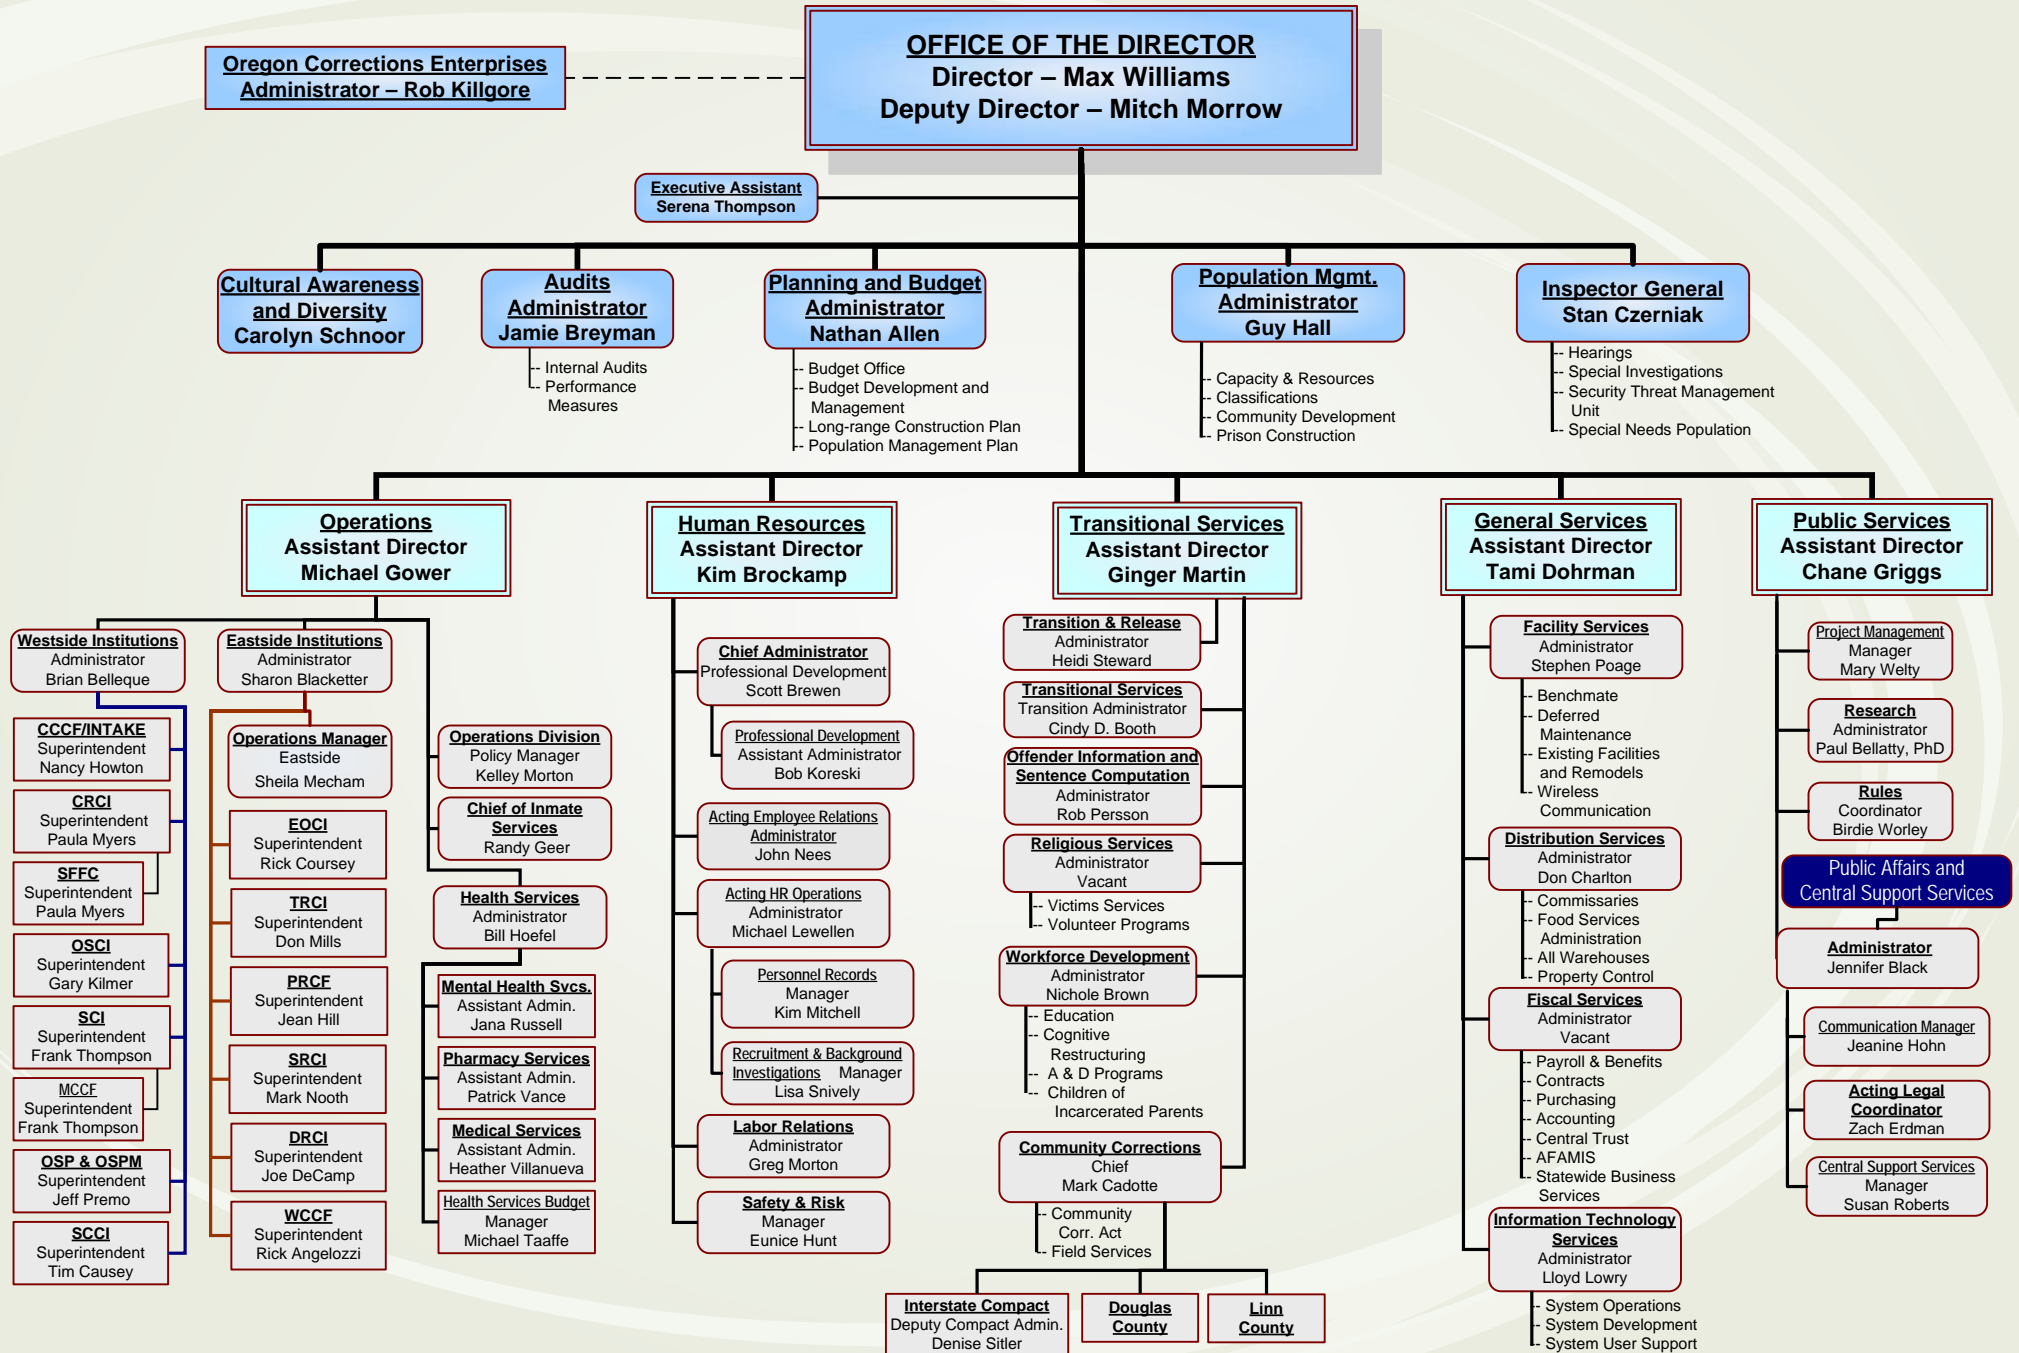 OFFICE OF THE DIRECTOR
Director – Max Williams
Deputy Director – Mitch Morrow
Oregon Corrections Enterprises
Administrator – Rob Killgore
Executive Assistant
Serena Thompson
Cultural Awareness
and Diversity
Carolyn Schnoor
Audits
Administrator
Jamie Breyman
-- Internal Audits
-- Performance
Measures
Planning and Budget
Administrator
Nathan Allen
-- Budget Office
-- Budget Development and
Management
-- Long-range Construction Plan
-- Population Management Plan
Population Mgmt.
Administrator
Guy Hall
-- Capacity & Resources
-- Classifications
-- Community Development
-- Prison Construction
Inspector General
Stan Czerniak
-- Hearings
-- Special Investigations
-- Security Threat Management
Unit
-- Special Needs Population
Operations
Assistant Director
Michael Gower
Westside Institutions
Administrator
Brian Belleque
CCCF/INTAKE
Superintendent
Nancy Howton
CRCI
Superintendent
Paula Myers
SFFC
Superintendent
Paula Myers
OSCI
Superintendent
Gary Kilmer
SCI
Superintendent
Frank Thompson
MCCF
Superintendent
Frank Thompson
OSP & OSPM
Superintendent
Jeff Premo
SCCI
Superintendent
Tim Causey
Eastside Institutions
Administrator
Sharon Blacketter
Operations Manager
Eastside
Sheila Mecham
EOCI
Superintendent
Rick Coursey
TRCI
Superintendent
Don Mills
PRCF
Superintendent
Jean Hill
SRCI
Superintendent
Mark Nooth
DRCI
Superintendent
Joe DeCamp
WCCF
Superintendent
Rick Angelozzi
Operations Division
Policy Manager
Kelley Morton
Chief of Inmate
Services
Randy Geer
Health Services
Administrator
Bill Hoefel
Mental Health Svcs.
Assistant Admin.
Jana Russell
Pharmacy Services
Assistant Admin.
Patrick Vance
Medical Services
Assistant Admin.
Heather Villanueva
Health Services Budget
Manager
Michael Taaffe
Human Resources
Assistant Director
Kim Brockamp
Chief Administrator
Professional Development
Scott Brewen
Professional Development
Assistant Administrator
Bob Koreski
Acting Employee Relations
Administrator
John Nees
Acting HR Operations
Administrator
Michael Lewellen
Personnel Records
Manager
Kim Mitchell
Recruitment & Background
Investigations Manager
Lisa Snively
Labor Relations
Administrator
Greg Morton
Safety & Risk
Manager
Eunice Hunt
Transitional Services
Assistant Director
Ginger Martin
Transition & Release
Administrator
Heidi Steward
Transitional Services
Transition Administrator
Cindy D. Booth
Offender Information and
Sentence Computation
Administrator
Rob Persson
Religious Services
Administrator
Vacant
-- Victims Services
-- Volunteer Programs
Workforce Development
Administrator
Nichole Brown
-- Education
-- Cognitive
Restructuring
-- A & D Programs
-- Children of
Incarcerated Parents
Community Corrections
Chief
Mark Cadotte
-- Community
Corr. Act
-- Field Services
Interstate Compact
Deputy Compact Admin.
Denise Sitler
Douglas
County
Linn
County
General Services
Assistant Director
Tami Dohrman
Facility Services
Administrator
Stephen Poage
-- Benchmate
-- Deferred
Maintenance
-- Existing Facilities
and Remodels
-- Wireless
Communication
Distribution Services
Administrator
Don Charlton
-- Commissaries
-- Food Services
Administration
-- All Warehouses
-- Property Control
Fiscal Services
Administrator
Vacant
-- Payroll & Benefits
-- Contracts
-- Purchasing
-- Accounting
-- Central Trust
-- AFAMIS
-- Statewide Business
Services
Information Technology
Services
Administrator
Lloyd Lowry
-- System Operations
-- System Development
-- System User Support
Public Services
Assistant Director
Chane Griggs
Project Management
Manager
Mary Welty
Research
Administrator
Paul Bellatty, PhD
Rules
Coordinator
Birdie Worley
Public Affairs and
Central Support Services
Administrator
Jennifer Black
Communication Manager
Jeanine Hohn
Acting Legal
Coordinator
Zach Erdman
Central Support Services
Manager
Susan Roberts